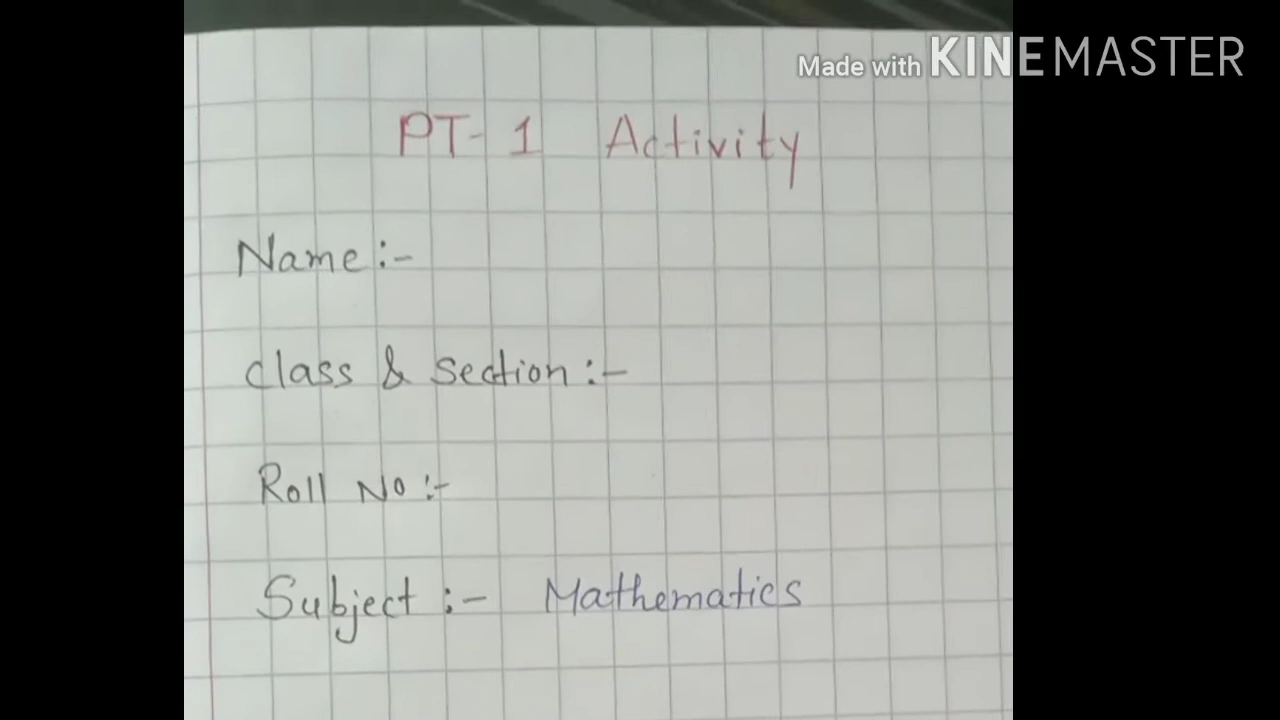 Made with KINEMASTER
PT- 1 Activity
Name :-
Class & Section :-
Roll No :-
Subject :- Mathematics